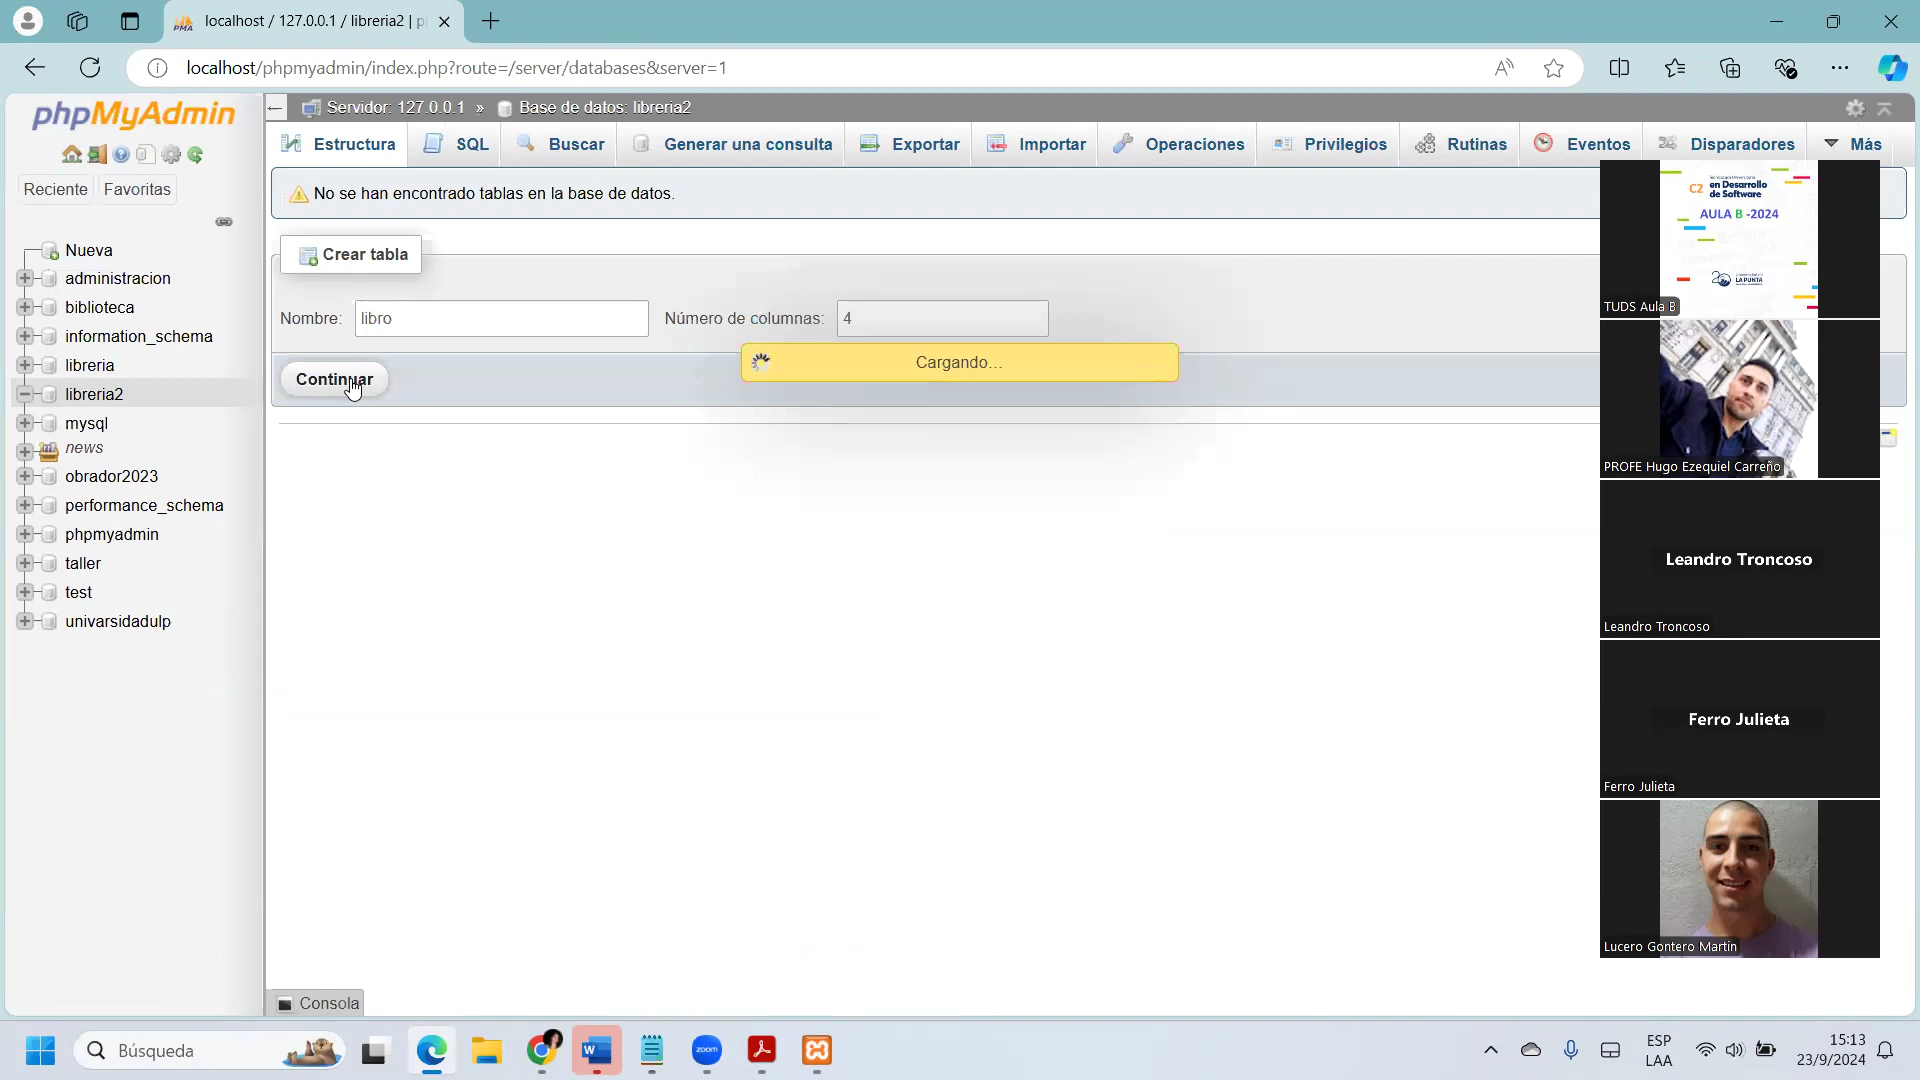 localhost / 127.0.0.1 / libreria2 | p
localhost/phpmyadmin/index.php?route=/server/databases&server=1
phpMyAdmin
Reciente
Favoritas
Nueva
administracion
biblioteca
information_schema
libreria
libreria2
mysql
news
obrador2023
performance_schema
phpmyadmin
taller
test
univarsidadulp
Servidor: 127.0.0.1 » Base de datos: libreria2
Estructura SQL Buscar Generar una consulta Exportar Importar Operaciones Privilegios Rutinas Eventos Disparadores Más
No se han encontrado tablas en la base de datos.
Crear tabla
Nombre: libro Número de columnas: 4
Cargando...
Continuar
Consola
C2
en Desarrollo
de Software
AULA B -2024
LA PUNTA
TUDS Aula B
PROFE Hugo Ezequiel Carreño
Leandro Troncoso
Leandro Troncoso
Ferro Julieta
Ferro Julieta
Lucero Gontero Martin
Búsqueda
zoom
ESP
LAA
15:13
23/9/2024